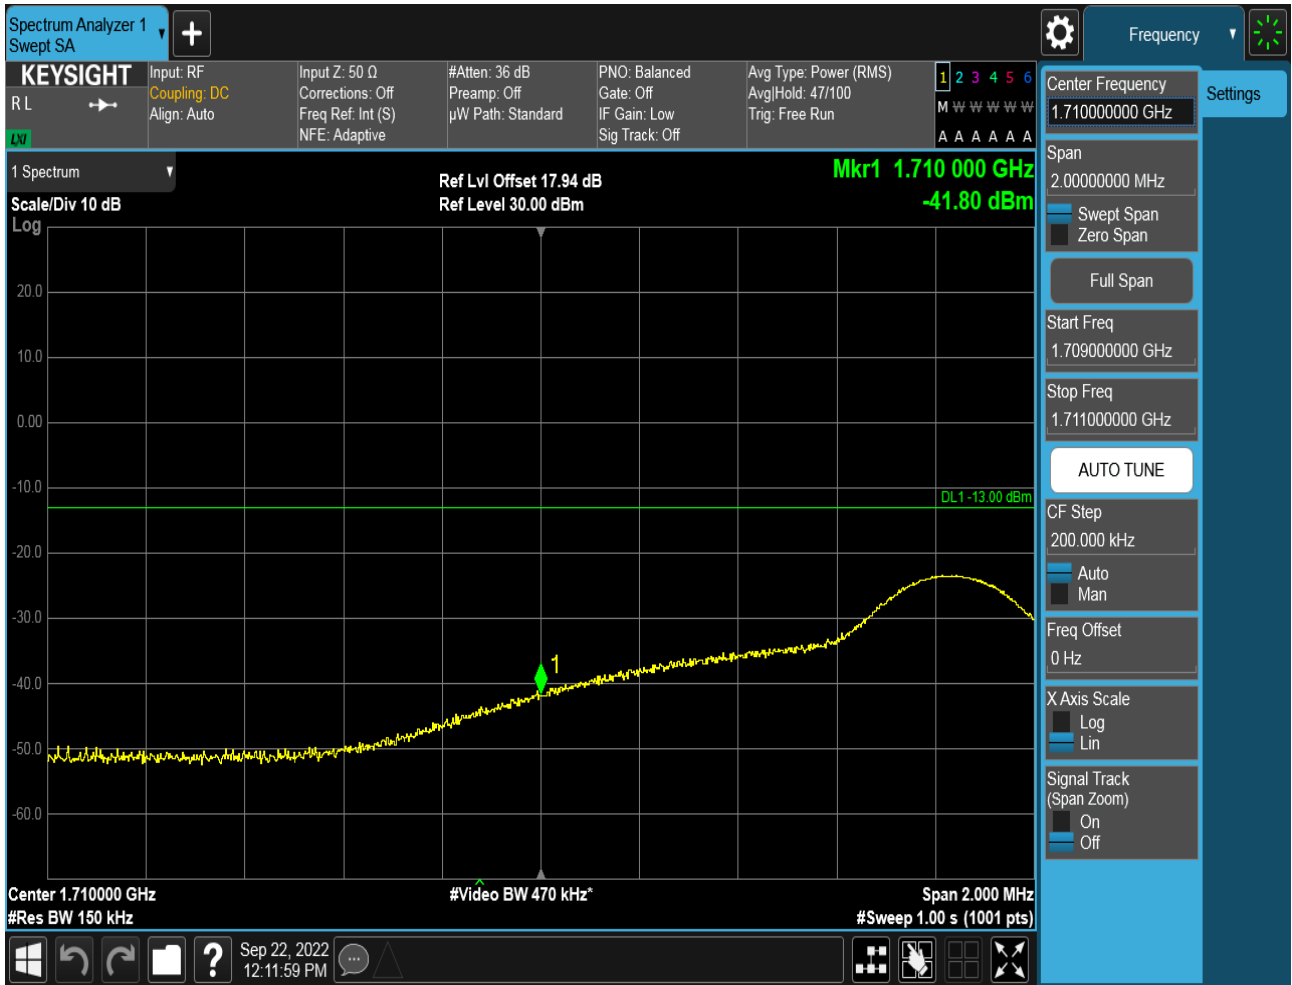 Spectrum Analyzer 1
Swept SA
Frequency
KEYSIGHT
R L
LXI
Input: RF
Coupling: DC
Align: Auto
Input Z: 50 Ω
Corrections: Off
Freq Ref: Int (S)
NFE: Adaptive
#Atten: 36 dB
Preamp: Off
µW Path: Standard
PNO: Balanced
Gate: Off
IF Gain: Low
Sig Track: Off
Avg Type: Power (RMS)
Avg|Hold: 47/100
Trig: Free Run
1 2 3 4 5 6
M W W W W W
A A A A A A
1 Spectrum
Scale/Div 10 dB
Log
Ref Lvl Offset 17.94 dB
Ref Level 30.00 dBm
Mkr1 1.710 000 GHz
-41.80 dBm
20.0
10.0
0.00
-10.0
DL1 -13.00 dBm
-20.0
-30.0
1
-40.0
-50.0
-60.0
Center 1.710000 GHz
#Video BW 470 kHz*
Span 2.000 MHz
#Res BW 150 kHz
#Sweep 1.00 s (1001 pts)
?
Sep 22, 2022
12:11:59 PM
Center Frequency
1.710000000 GHz
Settings
Span
2.00000000 MHz
Swept Span
Zero Span
Full Span
Start Freq
1.709000000 GHz
Stop Freq
1.711000000 GHz
AUTO TUNE
CF Step
200.000 kHz
Auto
Man
Freq Offset
0 Hz
X Axis Scale
Log
Lin
Signal Track
(Span Zoom)
On
Off